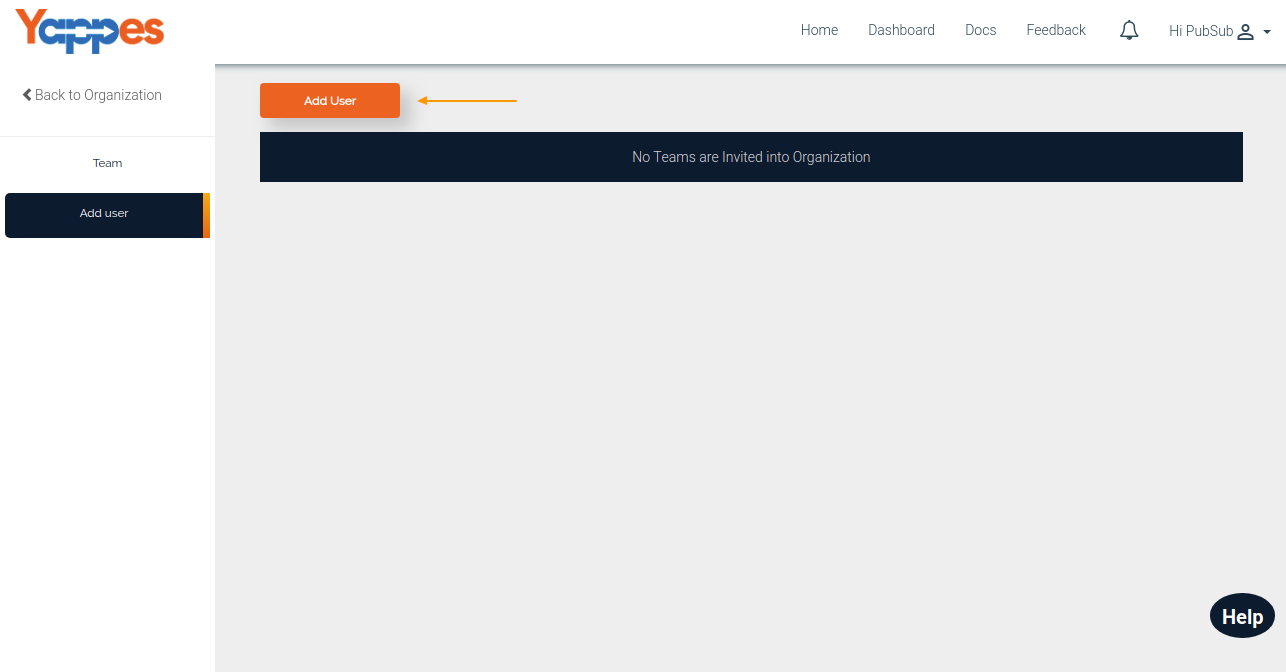 Yappes
Home Dashboard Docs Feedback Hi PubSub
Back to Organization
Add User
No Teams are Invited into Organization
Team
Add user
Help